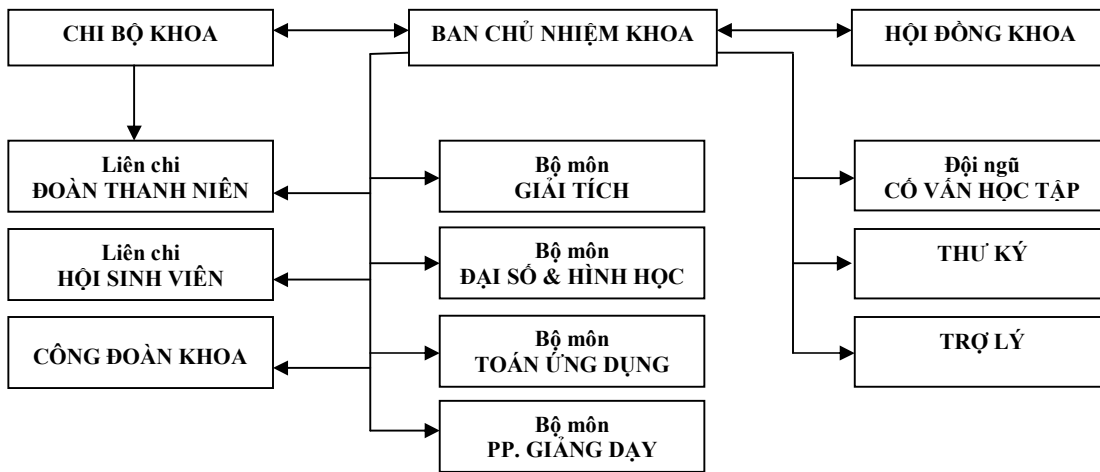 CHI BỘ KHOA
BAN CHỦ NHIỆM KHOA
HỘI ĐỒNG KHOA
Liên chi
ĐOÀN THANH NIÊN
Bộ môn
GIẢI TÍCH
Đội ngũ
CỐ VẤN HỌC TẬP
Liên chi
HỘI SINH VIÊN
Bộ môn
ĐẠI SỐ & HÌNH HỌC
THƯ KÝ
CÔNG ĐOÀN KHOA
Bộ môn
TOÁN ỨNG DỤNG
TRỢ LÝ
Bộ môn
PP. GIẢNG DẠY